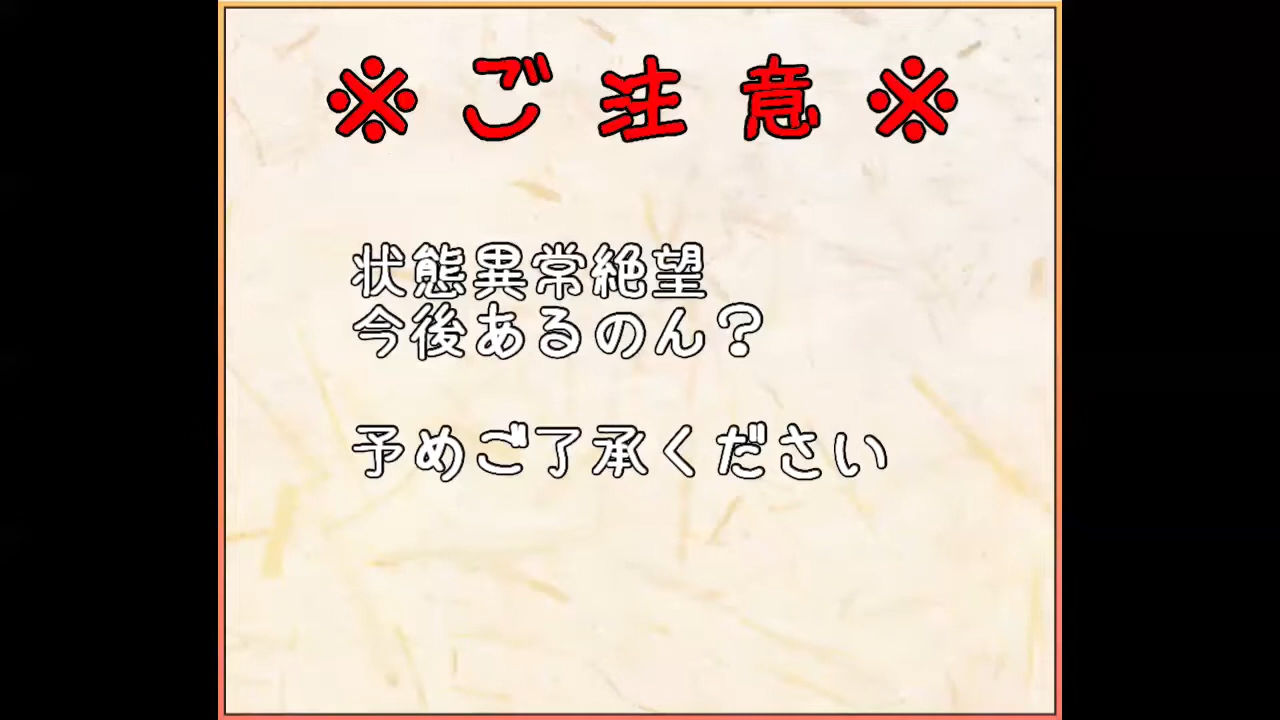 ※ご注意※
状態異常絶望
今後あるのん？
予めご了承ください